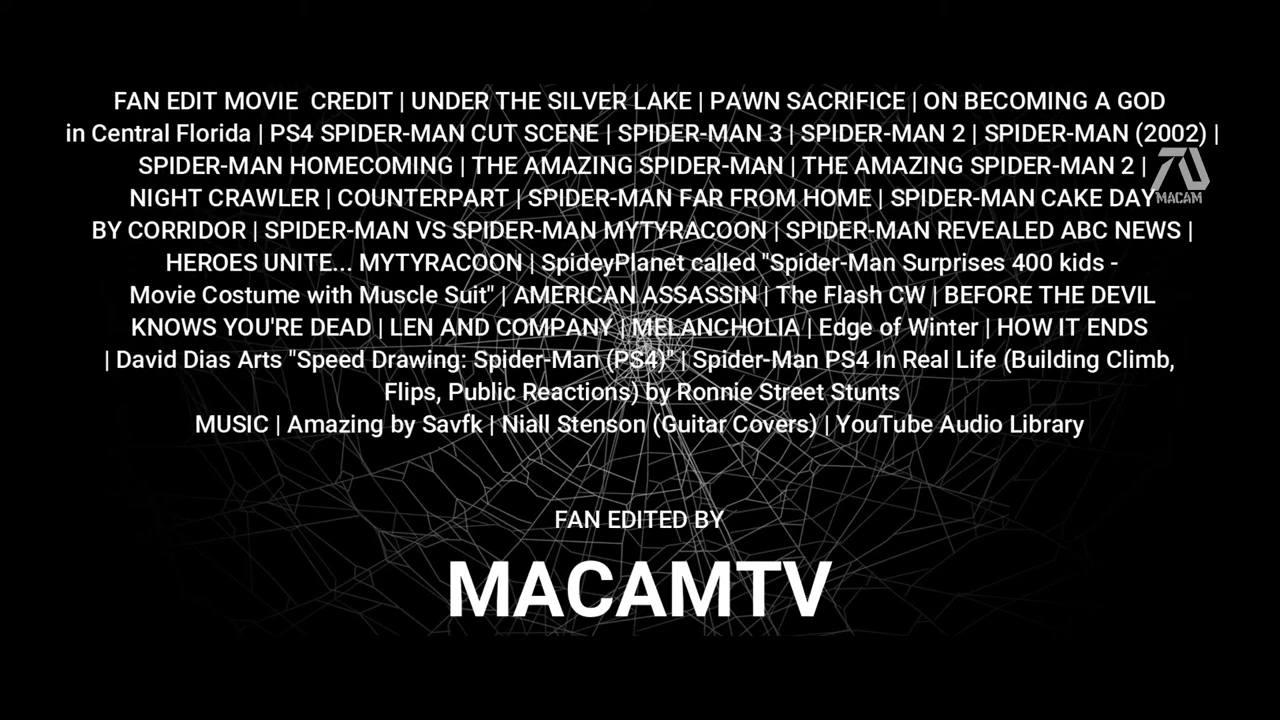 FAN EDIT MOVIE  CREDIT | UNDER THE SILVER LAKE | PAWN SACRIFICE | ON BECOMING A GOD
in Central Florida | PS4 SPIDER-MAN CUT SCENE | SPIDER-MAN 3 | SPIDER-MAN 2 | SPIDER-MAN (2002) |
SPIDER-MAN HOMECOMING | THE AMAZING SPIDER-MAN | THE AMAZING SPIDER-MAN 2 |
NIGHT CRAWLER | COUNTERPART | SPIDER-MAN FAR FROM HOME | SPIDER-MAN CAKE DAY
MACAM
BY CORRIDOR | SPIDER-MAN VS SPIDER-MAN MYTYRACOON | SPIDER-MAN REVEALED ABC NEWS |
HEROES UNITE... MYTYRACOON | SpideyPlanet called "Spider-Man Surprises 400 kids -
Movie Costume with Muscle Suit" | AMERICAN ASSASSIN | The Flash CW | BEFORE THE DEVIL
KNOWS YOU'RE DEAD | LEN AND COMPANY | MELANCHOLIA | Edge of Winter | HOW IT ENDS
| David Dias Arts "Speed Drawing: Spider-Man (PS4)" | Spider-Man PS4 In Real Life (Building Climb,
Flips, Public Reactions) by Ronnie Street Stunts
MUSIC | Amazing by Savfk | Niall Stenson (Guitar Covers) | YouTube Audio Library
FAN EDITED BY
MACAMTV